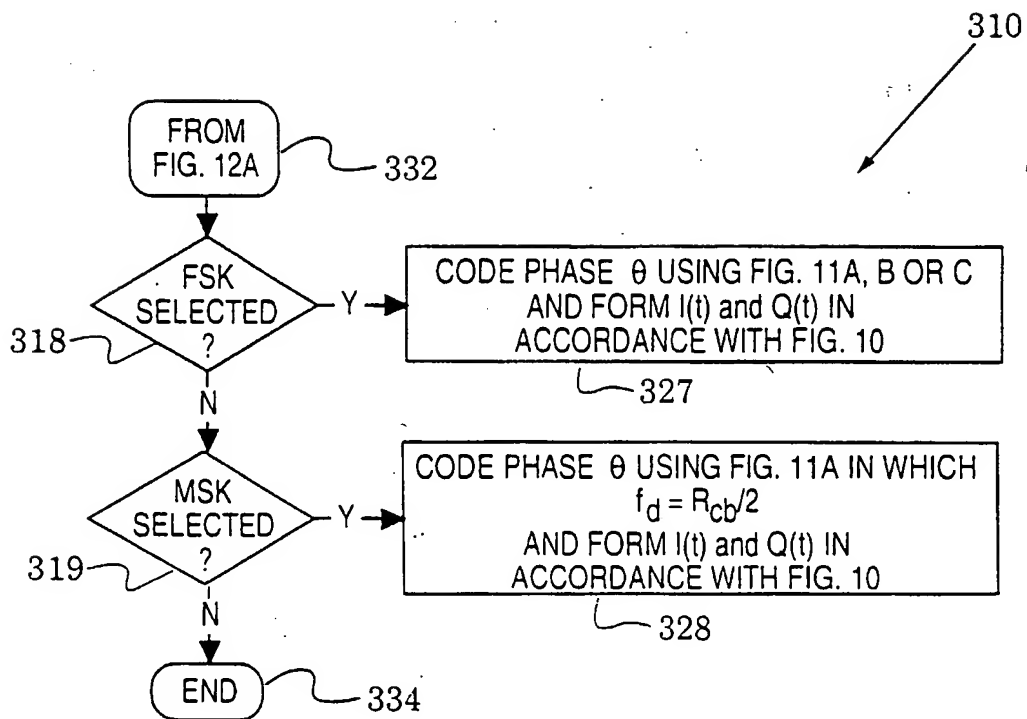 310
FROM
FIG. 12A
332
FSK
SELECTED
?
318
Y
CODE PHASE θ USING FIG. 11A, B OR C
AND FORM I(t) and Q(t) IN
ACCORDANCE WITH FIG. 10
327
N
MSK
SELECTED
?
319
Y
CODE PHASE θ USING FIG. 11A IN WHICH
f_d = R_cb/2
AND FORM I(t) and Q(t) IN
ACCORDANCE WITH FIG. 10
328
N
END
334